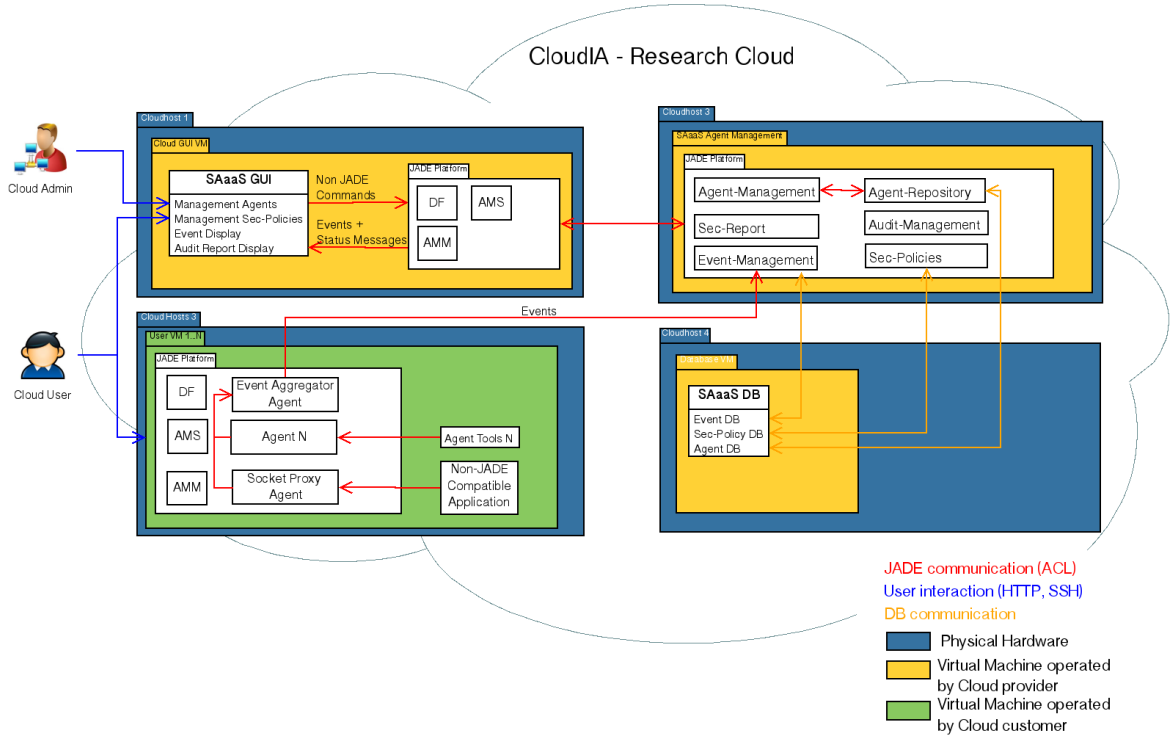 CloudIA - Research Cloud
Cloud Admin
Cloud User
Cloudhost 1
Cloud GUI VM
SAaaS GUI
Management Agents
Management Sec-Policies
Event Display
Audit Report Display
Non JADE
Commands
Events +
Status Messages
JADE Platform
DF
AMS
AMM
Cloudhost 3
SAaaS Agent Management
JADE Platform
Agent-Management
Agent-Repository
Sec-Report
Audit-Management
Event-Management
Sec-Policies
Events
Cloud Hosts 3
User VM 1...N
JADE Platform
DF
Event Aggregator
Agent
AMS
Agent N
Agent Tools N
AMM
Socket Proxy
Agent
Non-JADE
Compatible
Application
Cloudhost 4
Database VM
SAaaS DB
Event DB
Sec-Policy DB
Agent DB
JADE communication (ACL)
User interaction (HTTP, SSH)
DB communication
Physical Hardware
Virtual Machine operated
by Cloud provider
Virtual Machine operated
by Cloud customer